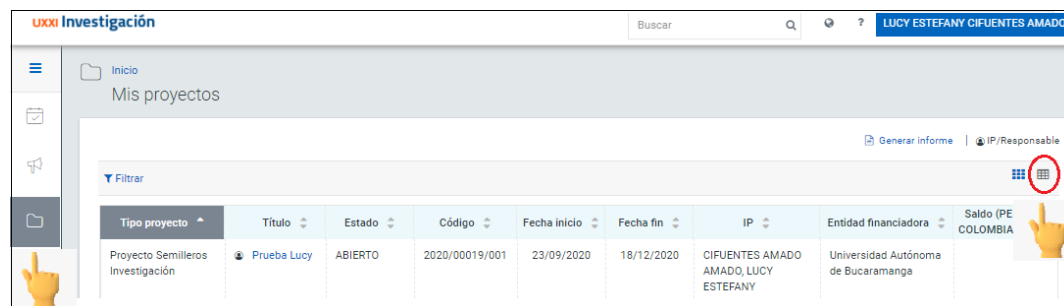 uxxi Investigación
Buscar
?
LUCY ESTEFANY CIFUENTES AMADO
Inicio
Mis proyectos
Generar informe | IP/Responsable
Filtrar
Tipo proyecto Título Estado Código Fecha inicio Fecha fin IP Entidad financiadora Saldo (PE
COLOMBIA
Proyecto Semilleros Prueba Lucy ABIERTO 2020/00019/001 23/09/2020 18/12/2020 CIFUENTES AMADO Universidad Autónoma
Investigación AMADO, LUCY de Bucaramanga
ESTEFANY